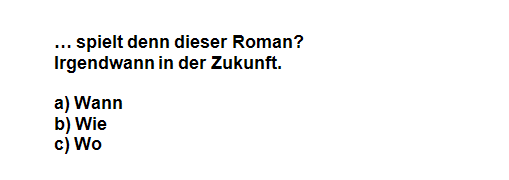 ... spielt denn dieser Roman?
Irgendwann in der Zukunft.
a) Wann
b) Wie
c) Wo